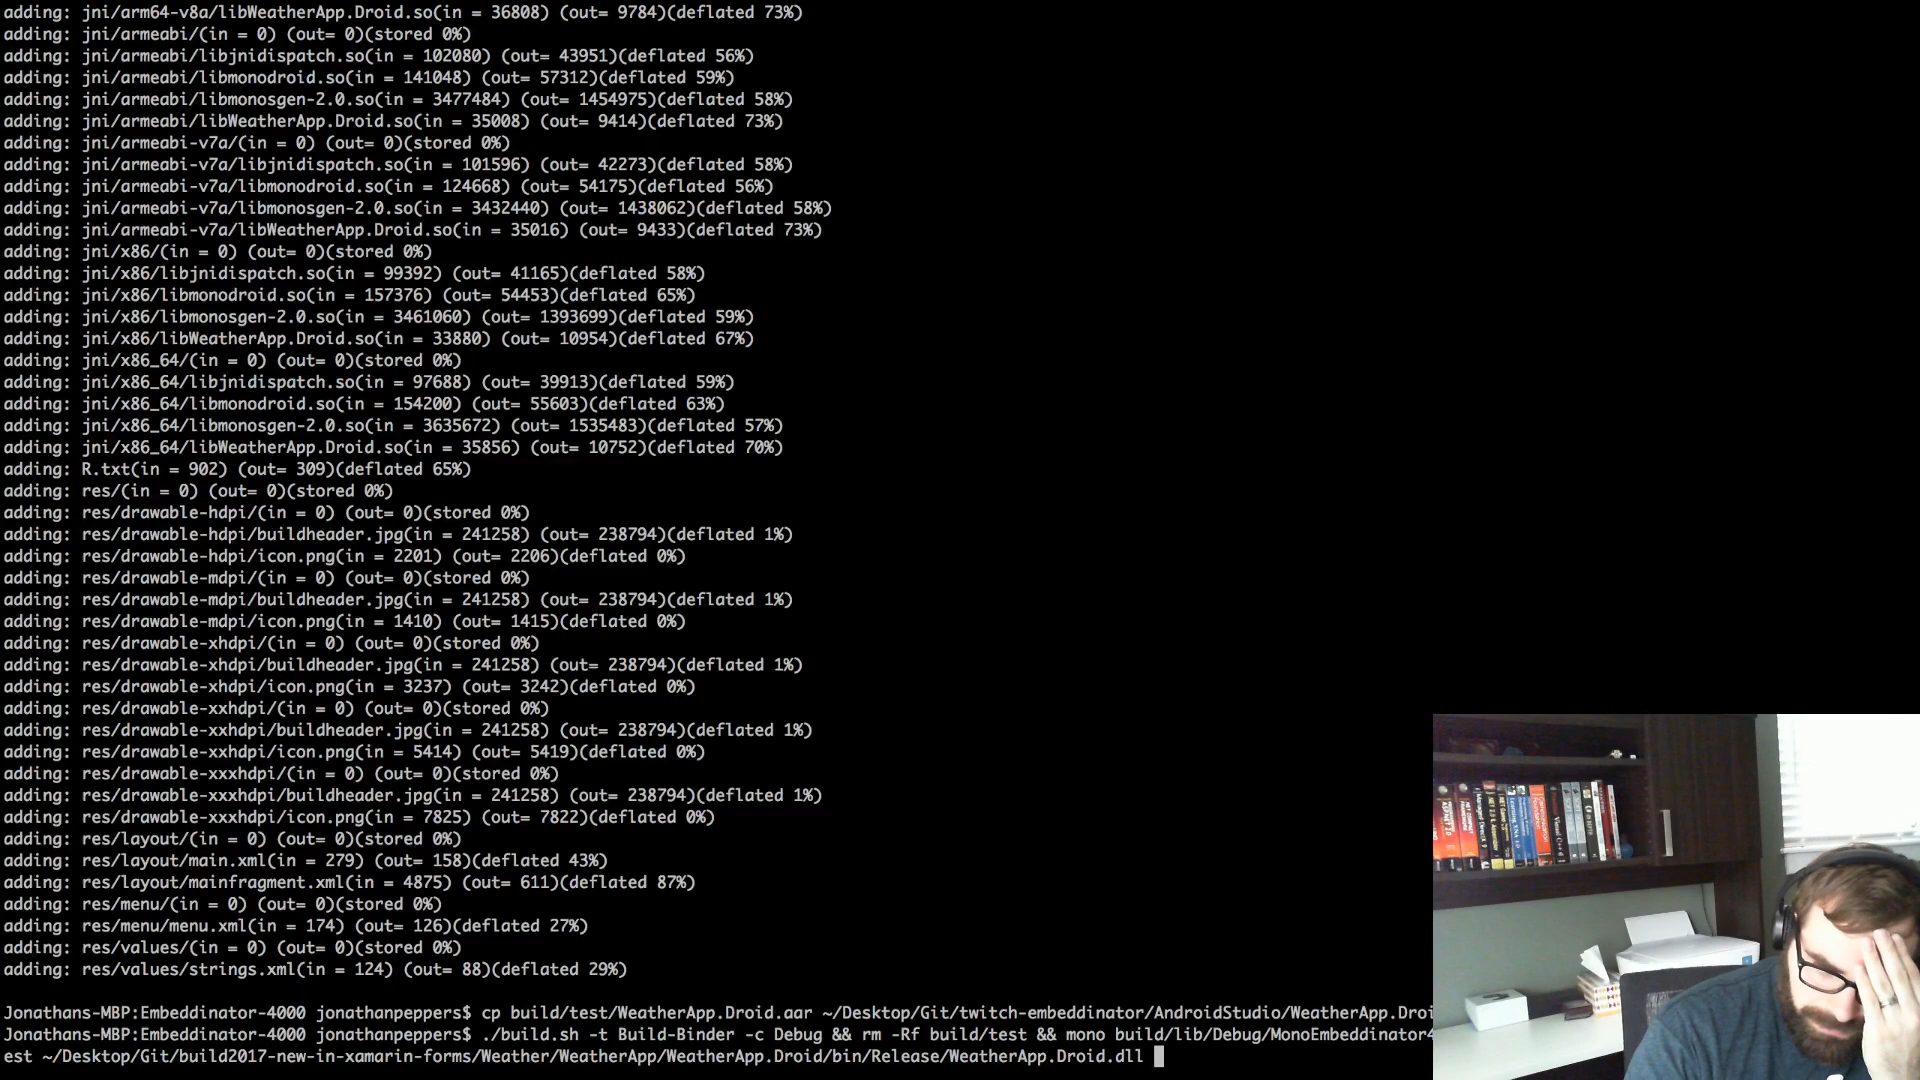 adding: jni/arm64-v8a/libWeatherApp.Droid.so(in = 36808) (out= 9784)(deflated 73%)
adding: jni/armeabi/(in = 0) (out= 0)(stored 0%)
adding: jni/armeabi/libjnidispatch.so(in = 102080) (out= 43951)(deflated 56%)
adding: jni/armeabi/libmonodroid.so(in = 141048) (out= 57312)(deflated 59%)
adding: jni/armeabi/libmonosgen-2.0.so(in = 3477484) (out= 1454975)(deflated 58%)
adding: jni/armeabi/libWeatherApp.Droid.so(in = 35008) (out= 9414)(deflated 73%)
adding: jni/armeabi-v7a/(in = 0) (out= 0)(stored 0%)
adding: jni/armeabi-v7a/libjnidispatch.so(in = 101596) (out= 42273)(deflated 58%)
adding: jni/armeabi-v7a/libmonodroid.so(in = 124668) (out= 54175)(deflated 56%)
adding: jni/armeabi-v7a/libmonosgen-2.0.so(in = 3432440) (out= 1438062)(deflated 58%)
adding: jni/armeabi-v7a/libWeatherApp.Droid.so(in = 35016) (out= 9433)(deflated 73%)
adding: jni/x86/(in = 0) (out= 0)(stored 0%)
adding: jni/x86/libjnidispatch.so(in = 99392) (out= 41165)(deflated 58%)
adding: jni/x86/libmonodroid.so(in = 157376) (out= 54453)(deflated 65%)
adding: jni/x86/libmonosgen-2.0.so(in = 3461060) (out= 1393699)(deflated 59%)
adding: jni/x86/libWeatherApp.Droid.so(in = 33880) (out= 10954)(deflated 67%)
adding: jni/x86_64/(in = 0) (out= 0)(stored 0%)
adding: jni/x86_64/libjnidispatch.so(in = 97688) (out= 39913)(deflated 59%)
adding: jni/x86_64/libmonodroid.so(in = 154200) (out= 55603)(deflated 63%)
adding: jni/x86_64/libmonosgen-2.0.so(in = 3635672) (out= 1535483)(deflated 57%)
adding: jni/x86_64/libWeatherApp.Droid.so(in = 35856) (out= 10752)(deflated 70%)
adding: R.txt(in = 902) (out= 309)(deflated 65%)
adding: res/(in = 0) (out= 0)(stored 0%)
adding: res/drawable-hdpi/(in = 0) (out= 0)(stored 0%)
adding: res/drawable-hdpi/buildheader.jpg(in = 241258) (out= 238794)(deflated 1%)
adding: res/drawable-hdpi/icon.png(in = 2201) (out= 2206)(deflated 0%)
adding: res/drawable-mdpi/(in = 0) (out= 0)(stored 0%)
adding: res/drawable-mdpi/buildheader.jpg(in = 241258) (out= 238794)(deflated 1%)
adding: res/drawable-mdpi/icon.png(in = 1410) (out= 1415)(deflated 0%)
adding: res/drawable-xhdpi/(in = 0) (out= 0)(stored 0%)
adding: res/drawable-xhdpi/buildheader.jpg(in = 241258) (out= 238794)(deflated 1%)
adding: res/drawable-xhdpi/icon.png(in = 3237) (out= 3242)(deflated 0%)
adding: res/drawable-xxhdpi/(in = 0) (out= 0)(stored 0%)
adding: res/drawable-xxhdpi/buildheader.jpg(in = 241258) (out= 238794)(deflated 1%)
adding: res/drawable-xxhdpi/icon.png(in = 5414) (out= 5419)(deflated 0%)
adding: res/drawable-xxxhdpi/(in = 0) (out= 0)(stored 0%)
adding: res/drawable-xxxhdpi/buildheader.jpg(in = 241258) (out= 238794)(deflated 1%)
adding: res/drawable-xxxhdpi/icon.png(in = 7825) (out= 7822)(deflated 0%)
adding: res/layout/(in = 0) (out= 0)(stored 0%)
adding: res/layout/main.xml(in = 279) (out= 158)(deflated 43%)
adding: res/layout/mainfragment.xml(in = 4875) (out= 611)(deflated 87%)
adding: res/menu/(in = 0) (out= 0)(stored 0%)
adding: res/menu/menu.xml(in = 174) (out= 126)(deflated 27%)
adding: res/values/(in = 0) (out= 0)(stored 0%)
adding: res/values/strings.xml(in = 124) (out= 88)(deflated 29%)
Jonathans-MBP:Embeddinator-4000 jonathanpeppers$ cp build/test/WeatherApp.Droid.aar ~/Desktop/Git/twitch-embeddinator/AndroidStudio/WeatherApp.Droi
Jonathans-MBP:Embeddinator-4000 jonathanpeppers$ ./build.sh -t Build-Binder -c Debug && rm -Rf build/test && mono build/lib/Debug/MonoEmbeddinator4
est ~/Desktop/Git/build2017-new-in-xamarin-forms/Weather/WeatherApp/WeatherApp.Droid/bin/Release/WeatherApp.Droid.dll